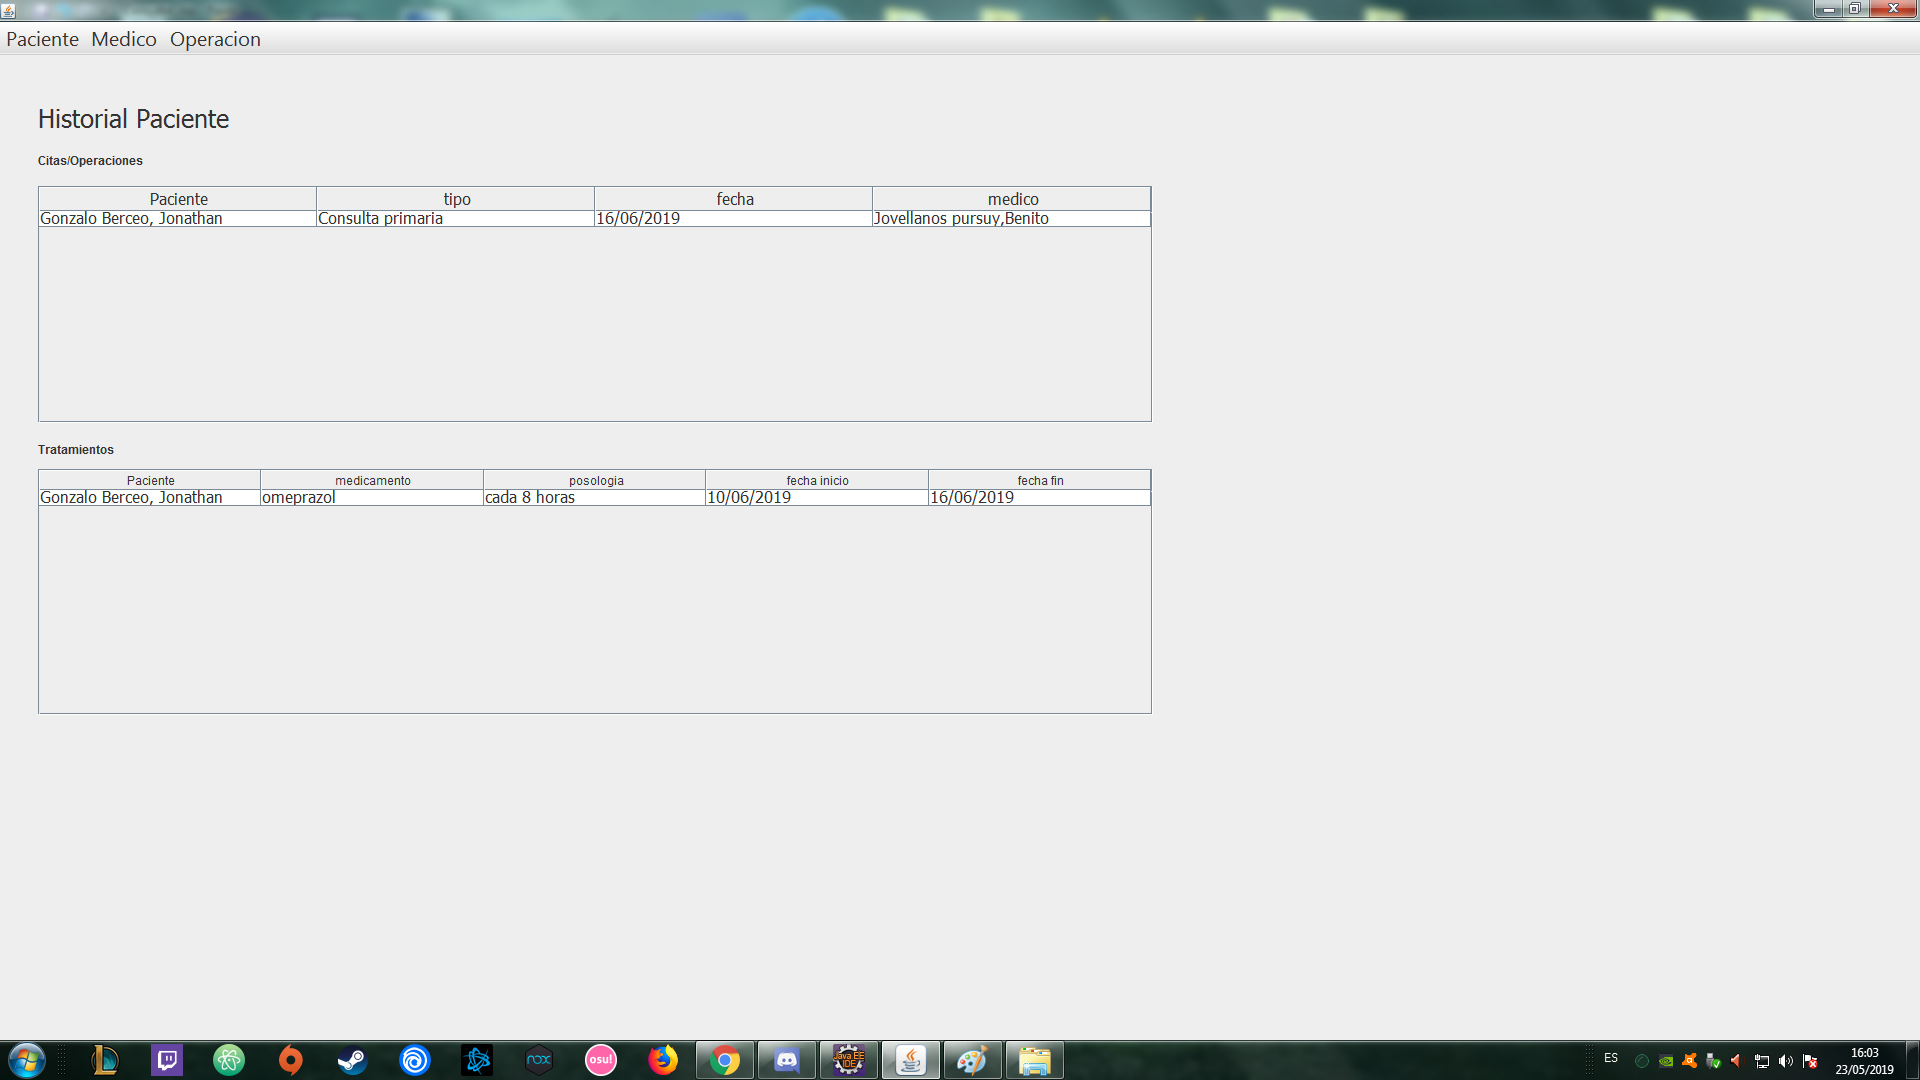 Paciente Medico Operacion
Historial Paciente
Citas/Operaciones
Paciente tipo fecha medico
Gonzalo Berceo, Jonathan Consulta primaria 16/06/2019 Jovellanos pursuy,Benito
Tratamientos
Paciente medicamento posologia fecha inicio fecha fin
Gonzalo Berceo, Jonathan omeprazol cada 8 horas 10/06/2019 16/06/2019
nox osu! Java EE IDE ES 16:03
23/05/2019